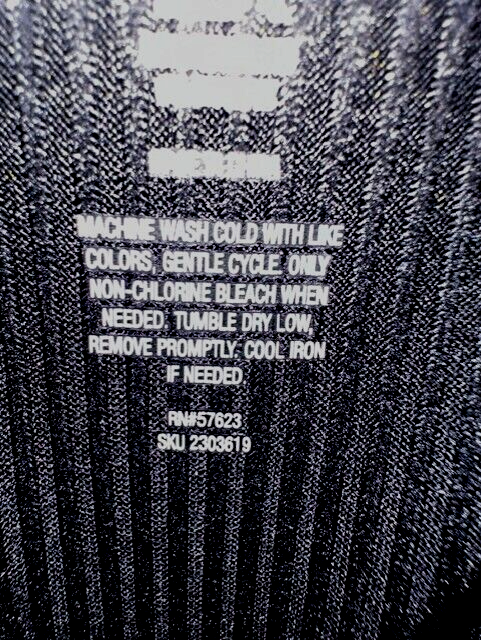 MACHINE WASH COLD WITH LIKE
COLORS, GENTLE CYCLE. ONLY
NON-CHLORINE BLEACH WHEN
NEEDED. TUMBLE DRY LOW,
REMOVE PROMPTLY. COOL IRON
IF NEEDED
RN#57623
SKU 2303619